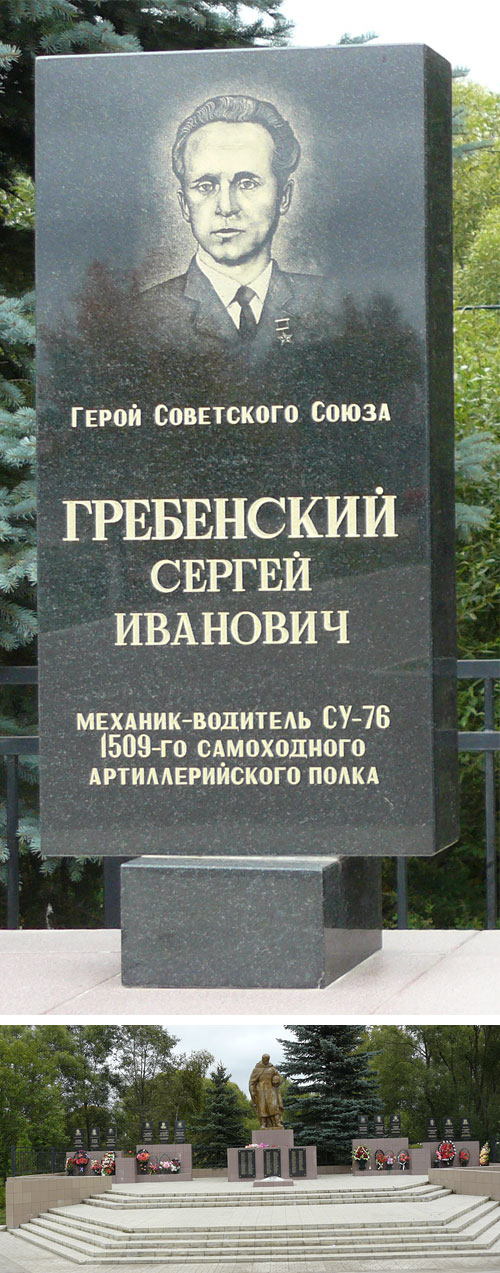 Герой Советского Союза
ГРЕБЕНСКИЙ
СЕРГЕЙ
ИВАНОВИЧ
МЕХАНИК-ВОДИТЕЛЬ СУ-76
1509-ГО САМОХОДНОГО
АРТИЛЛЕРИЙСКОГО ПОЛКА